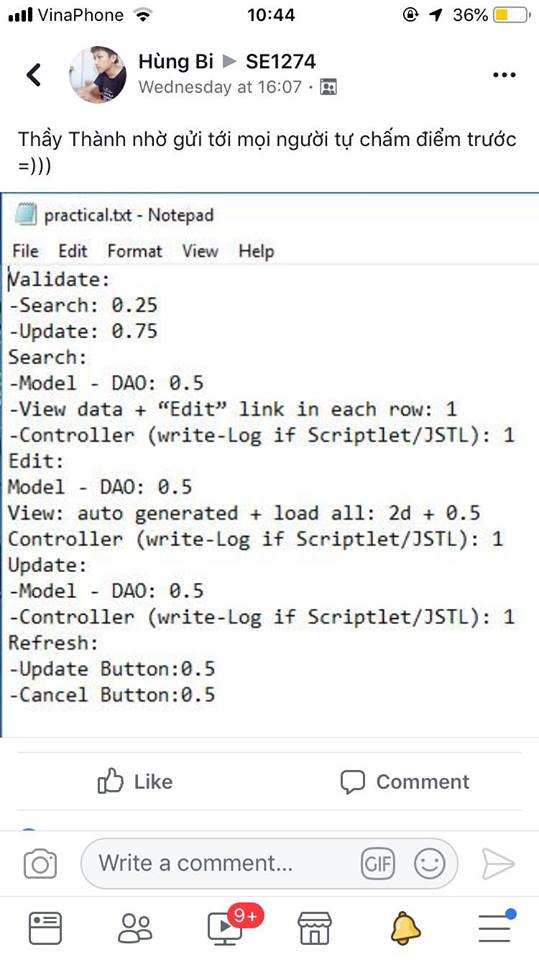 VinaPhone 10:44 36%
Hùng Bi ▶ SE1274
Wednesday at 16:07 ·
Thầy Thành nhờ gửi tới mọi người tự chấm điểm trước
=)))
practical.txt - Notepad
File Edit Format View Help
Validate:
-Search: 0.25
-Update: 0.75
Search:
-Model - DAO: 0.5
-View data + “Edit” link in each row: 1
-Controller (write-Log if Scriptlet/JSTL): 1
Edit:
Model - DAO: 0.5
View: auto generated + load all: 2d + 0.5
Controller (write-Log if Scriptlet/JSTL): 1
Update:
-Model - DAO: 0.5
-Controller (write-Log if Scriptlet/JSTL): 1
Refresh:
-Update Button:0.5
-Cancel Button:0.5
Like Comment
Write a comment... GIF
9+